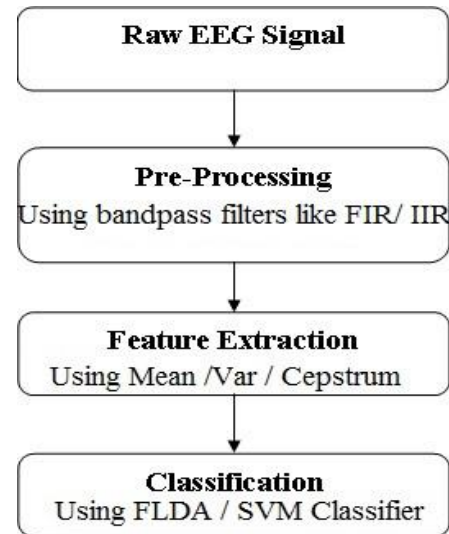 Raw EEG Signal
Pre-Processing
Using bandpass filters like FIR/ IIR
Feature Extraction
Using Mean /Var / Cepstrum
Classification
Using FLDA / SVM Classifier